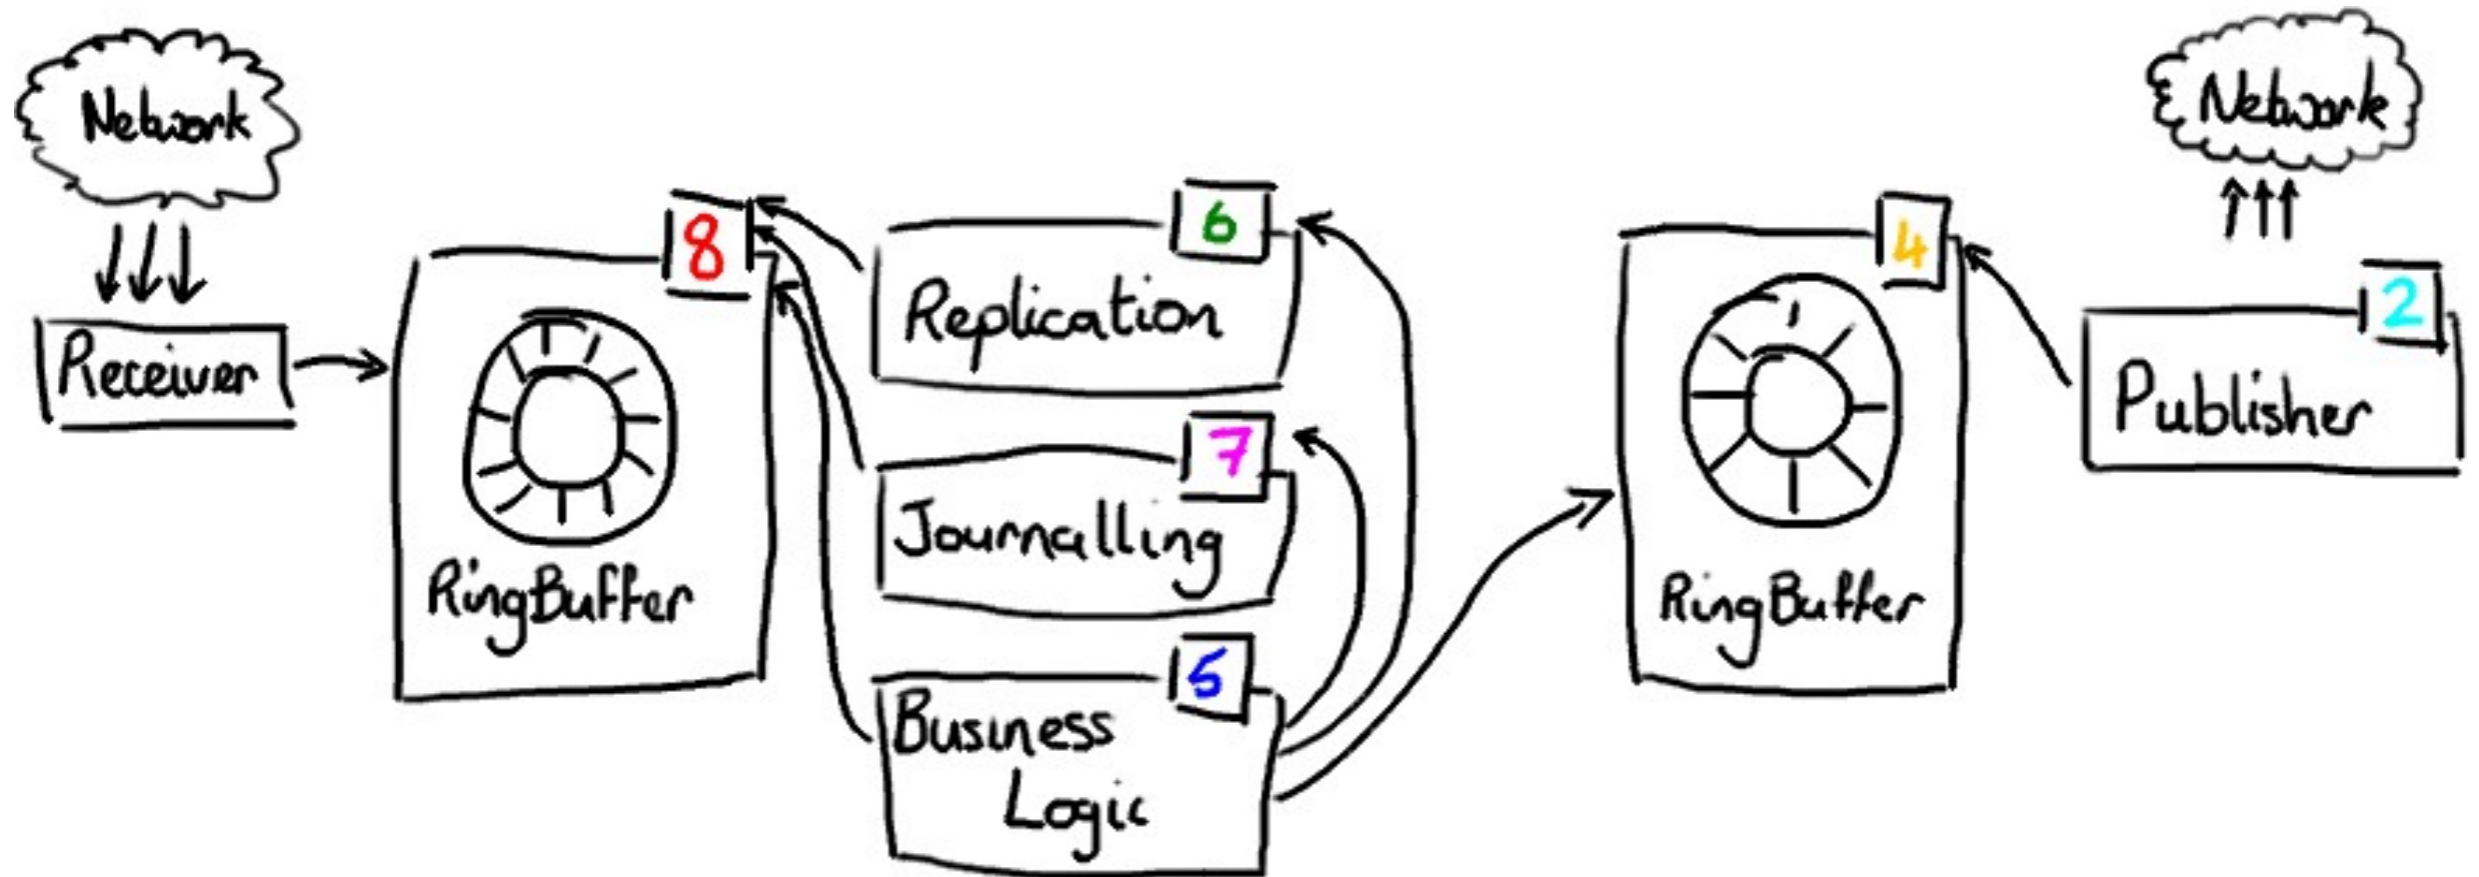 Network
Receiver
8
RingBuffer
6
Replication
7
Journalling
5
Business
Logic
4
RingBuffer
Network
2
Publisher